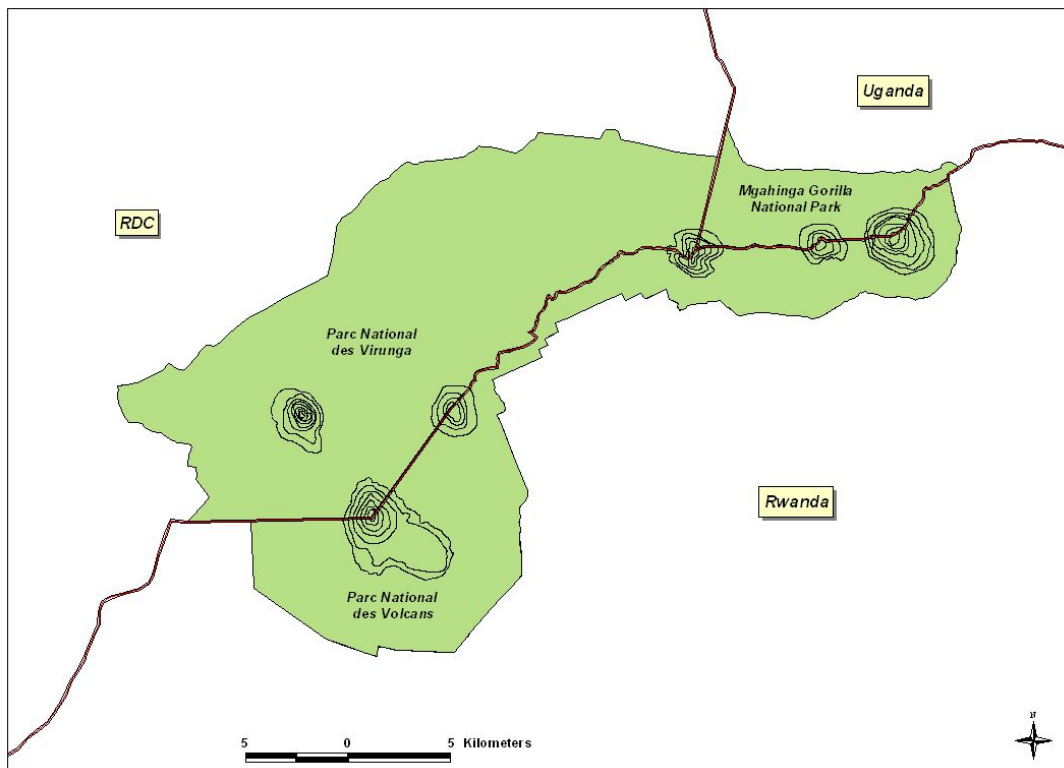 Uganda
Mgahinga Gorilla
National Park
RDC
Parc National
des Virunga
Rwanda
Parc National
des Volcans
N
5 0 5 Kilometers